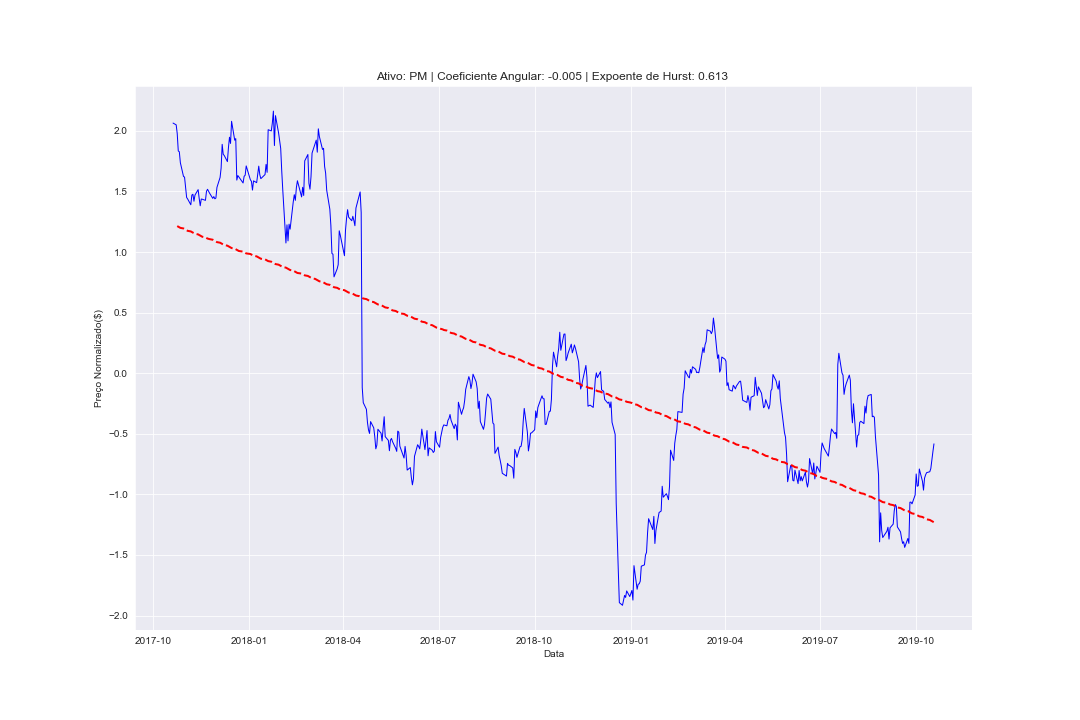 Ativo: PM | Coeficiente Angular: -0.005 | Expoente de Hurst: 0.613
Preço Normalizado($)
2.0
1.5
1.0
0.5
0.0
−0.5
−1.0
−1.5
−2.0
2017-10 2018-01 2018-04 2018-07 2018-10 2019-01 2019-04 2019-07 2019-10
Data